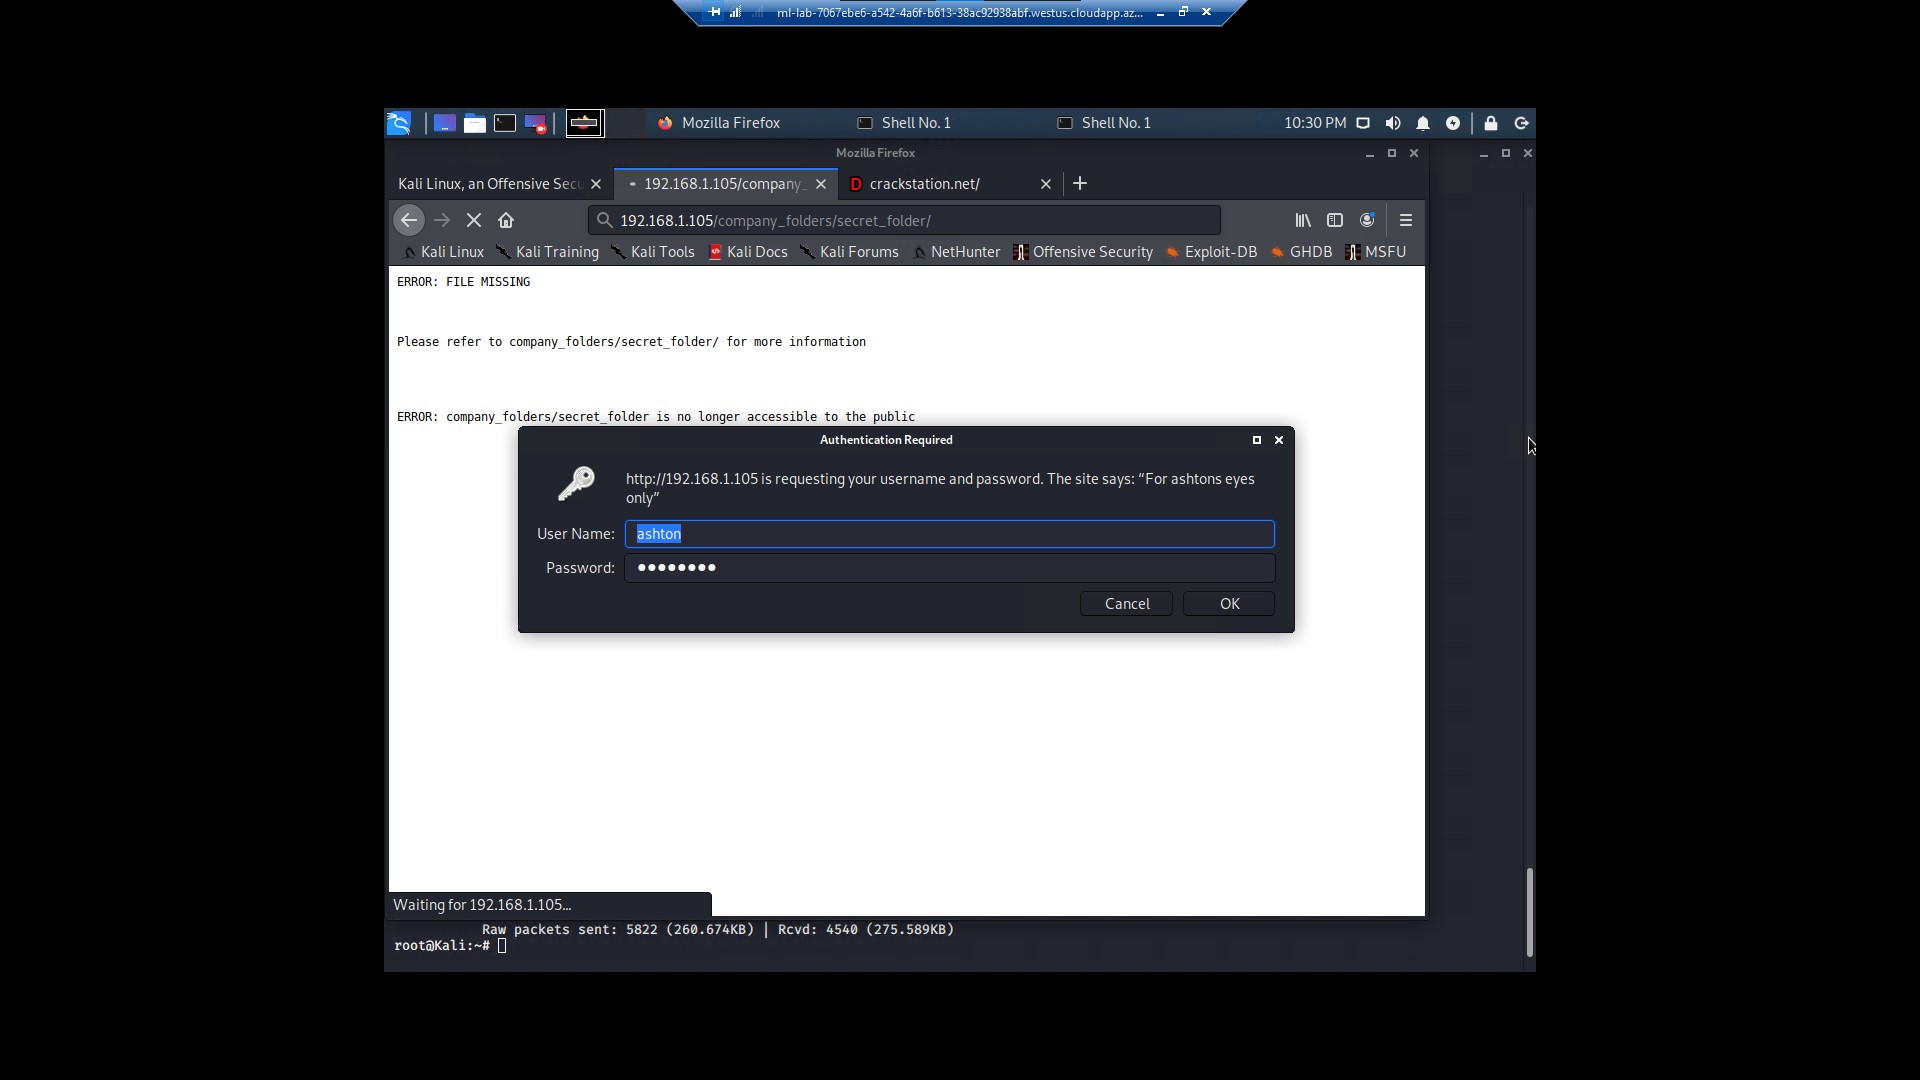 ml-lab-7067ebe6-a542-4a6f-b613-38ac92938abf.westus.cloudapp.az...
Mozilla Firefox
Shell No. 1
Shell No. 1
10:30 PM
Mozilla Firefox
Kali Linux, an Offensive Secu
192.168.1.105/company_
crackstation.net/
192.168.1.105/company_folders/secret_folder/
Kali Linux
Kali Training
Kali Tools
Kali Docs
Kali Forums
NetHunter
Offensive Security
Exploit-DB
GHDB
MSFU
ERROR: FILE MISSING
Please refer to company_folders/secret_folder/ for more information
ERROR: company_folders/secret_folder is no longer accessible to the public
Authentication Required
http://192.168.1.105 is requesting your username and password. The site says: “For ashtons eyes
only”
User Name: ashton
Password: ●●●●●●●●
Cancel
OK
Waiting for 192.168.1.105...
Raw packets sent: 5822 (260.674KB) | Rcvd: 4540 (275.589KB)
root@Kali:~#